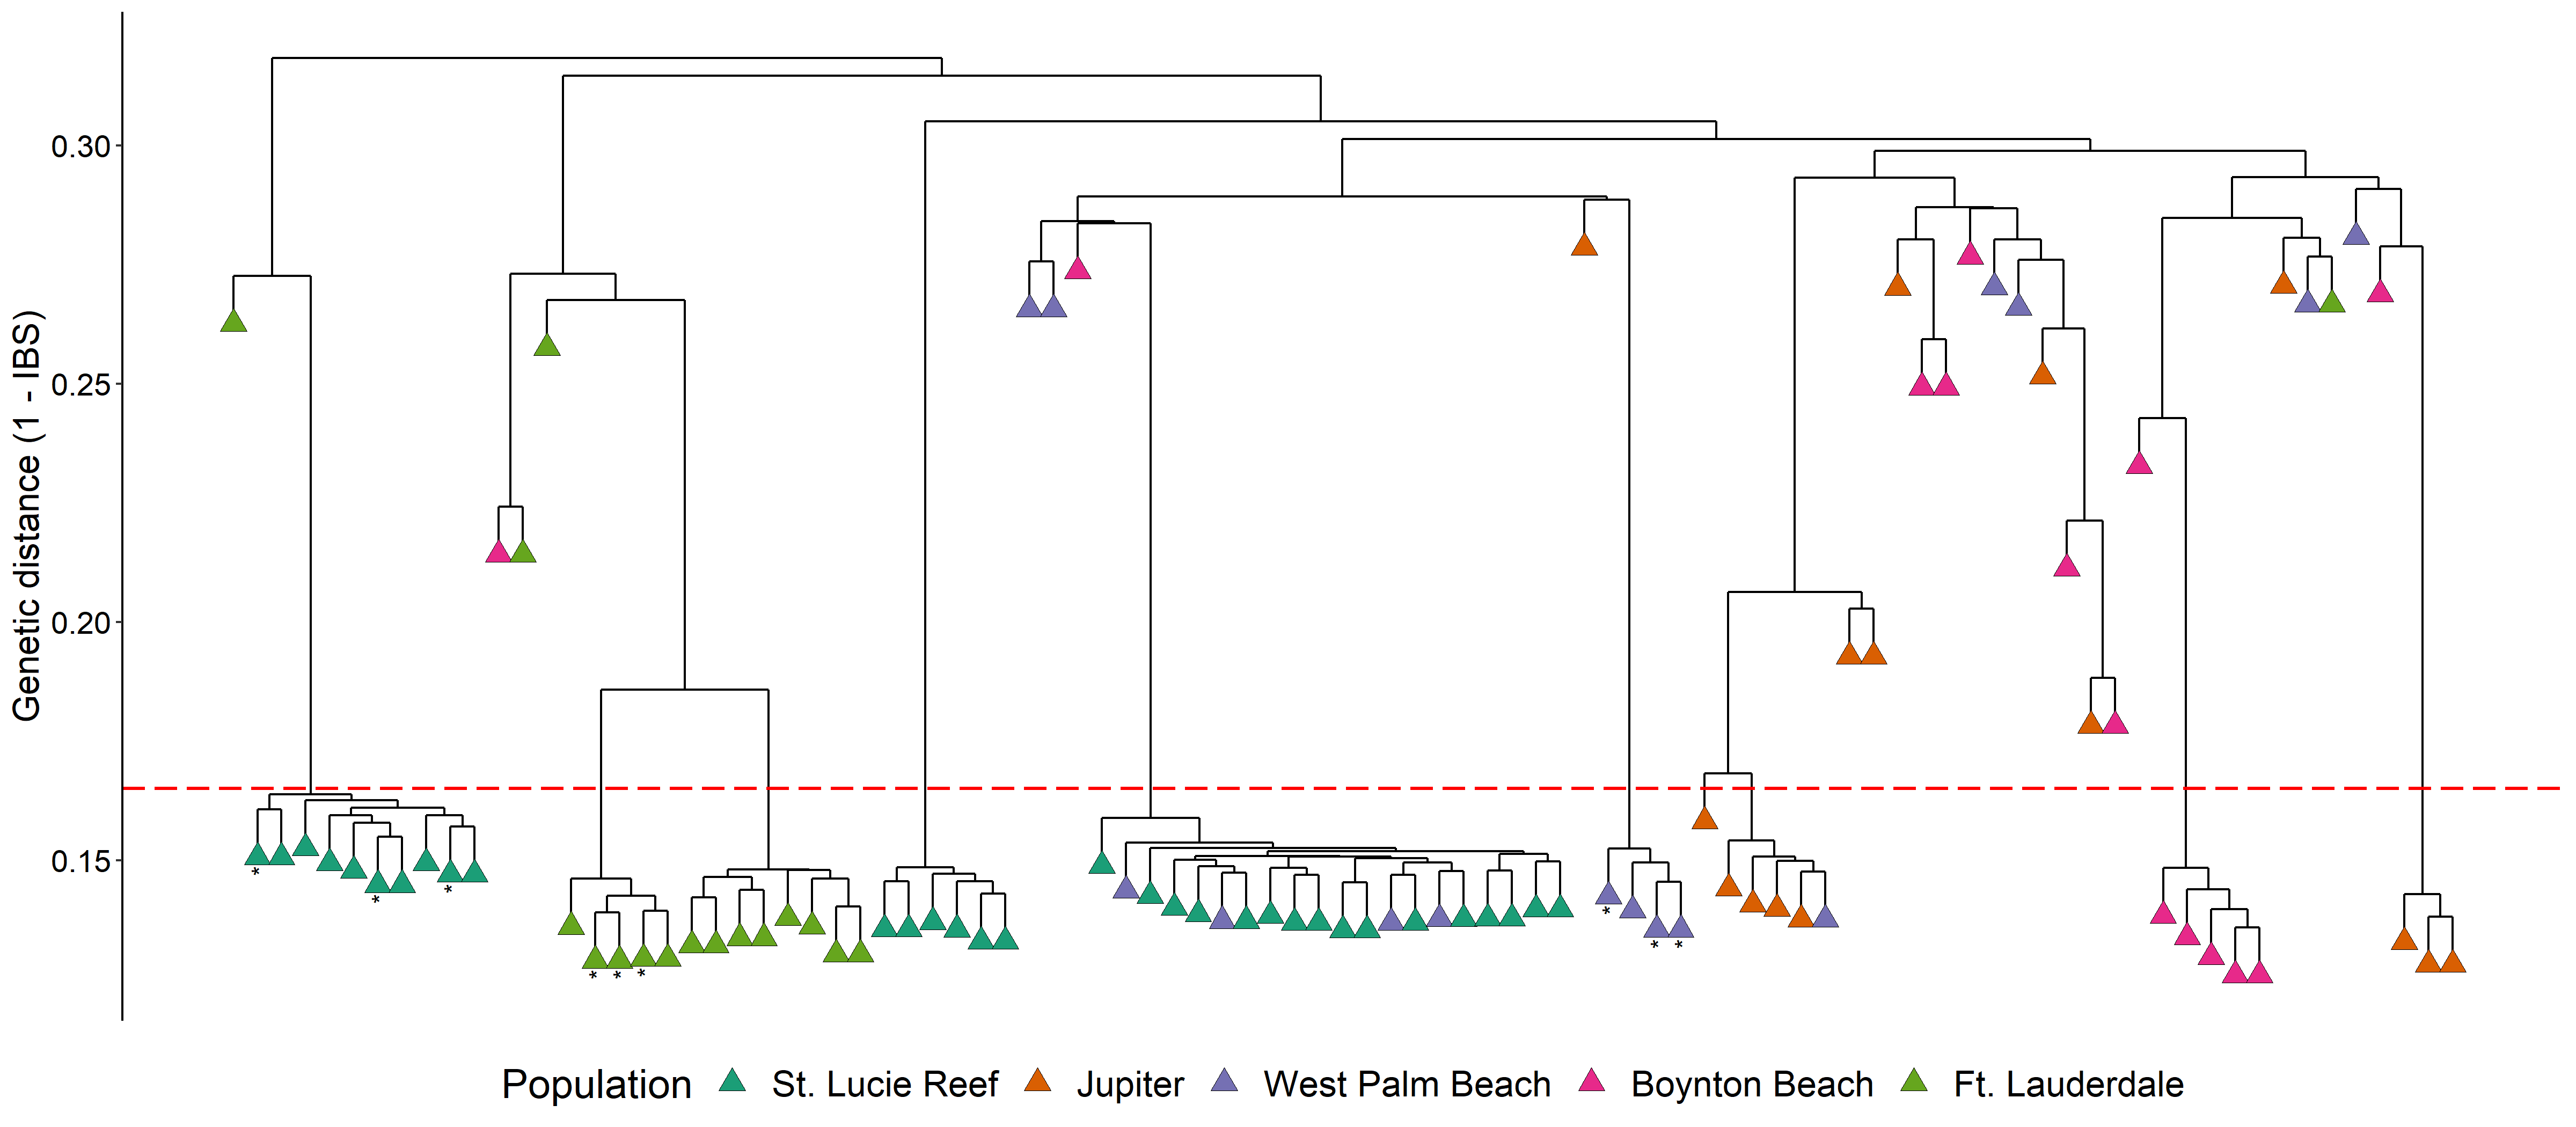 Genetic distance (1 - IBS)
0.30
0.25
0.20
0.15
* * *
* * *
* * *
Population St. Lucie Reef Jupiter West Palm Beach Boynton Beach Ft. Lauderdale